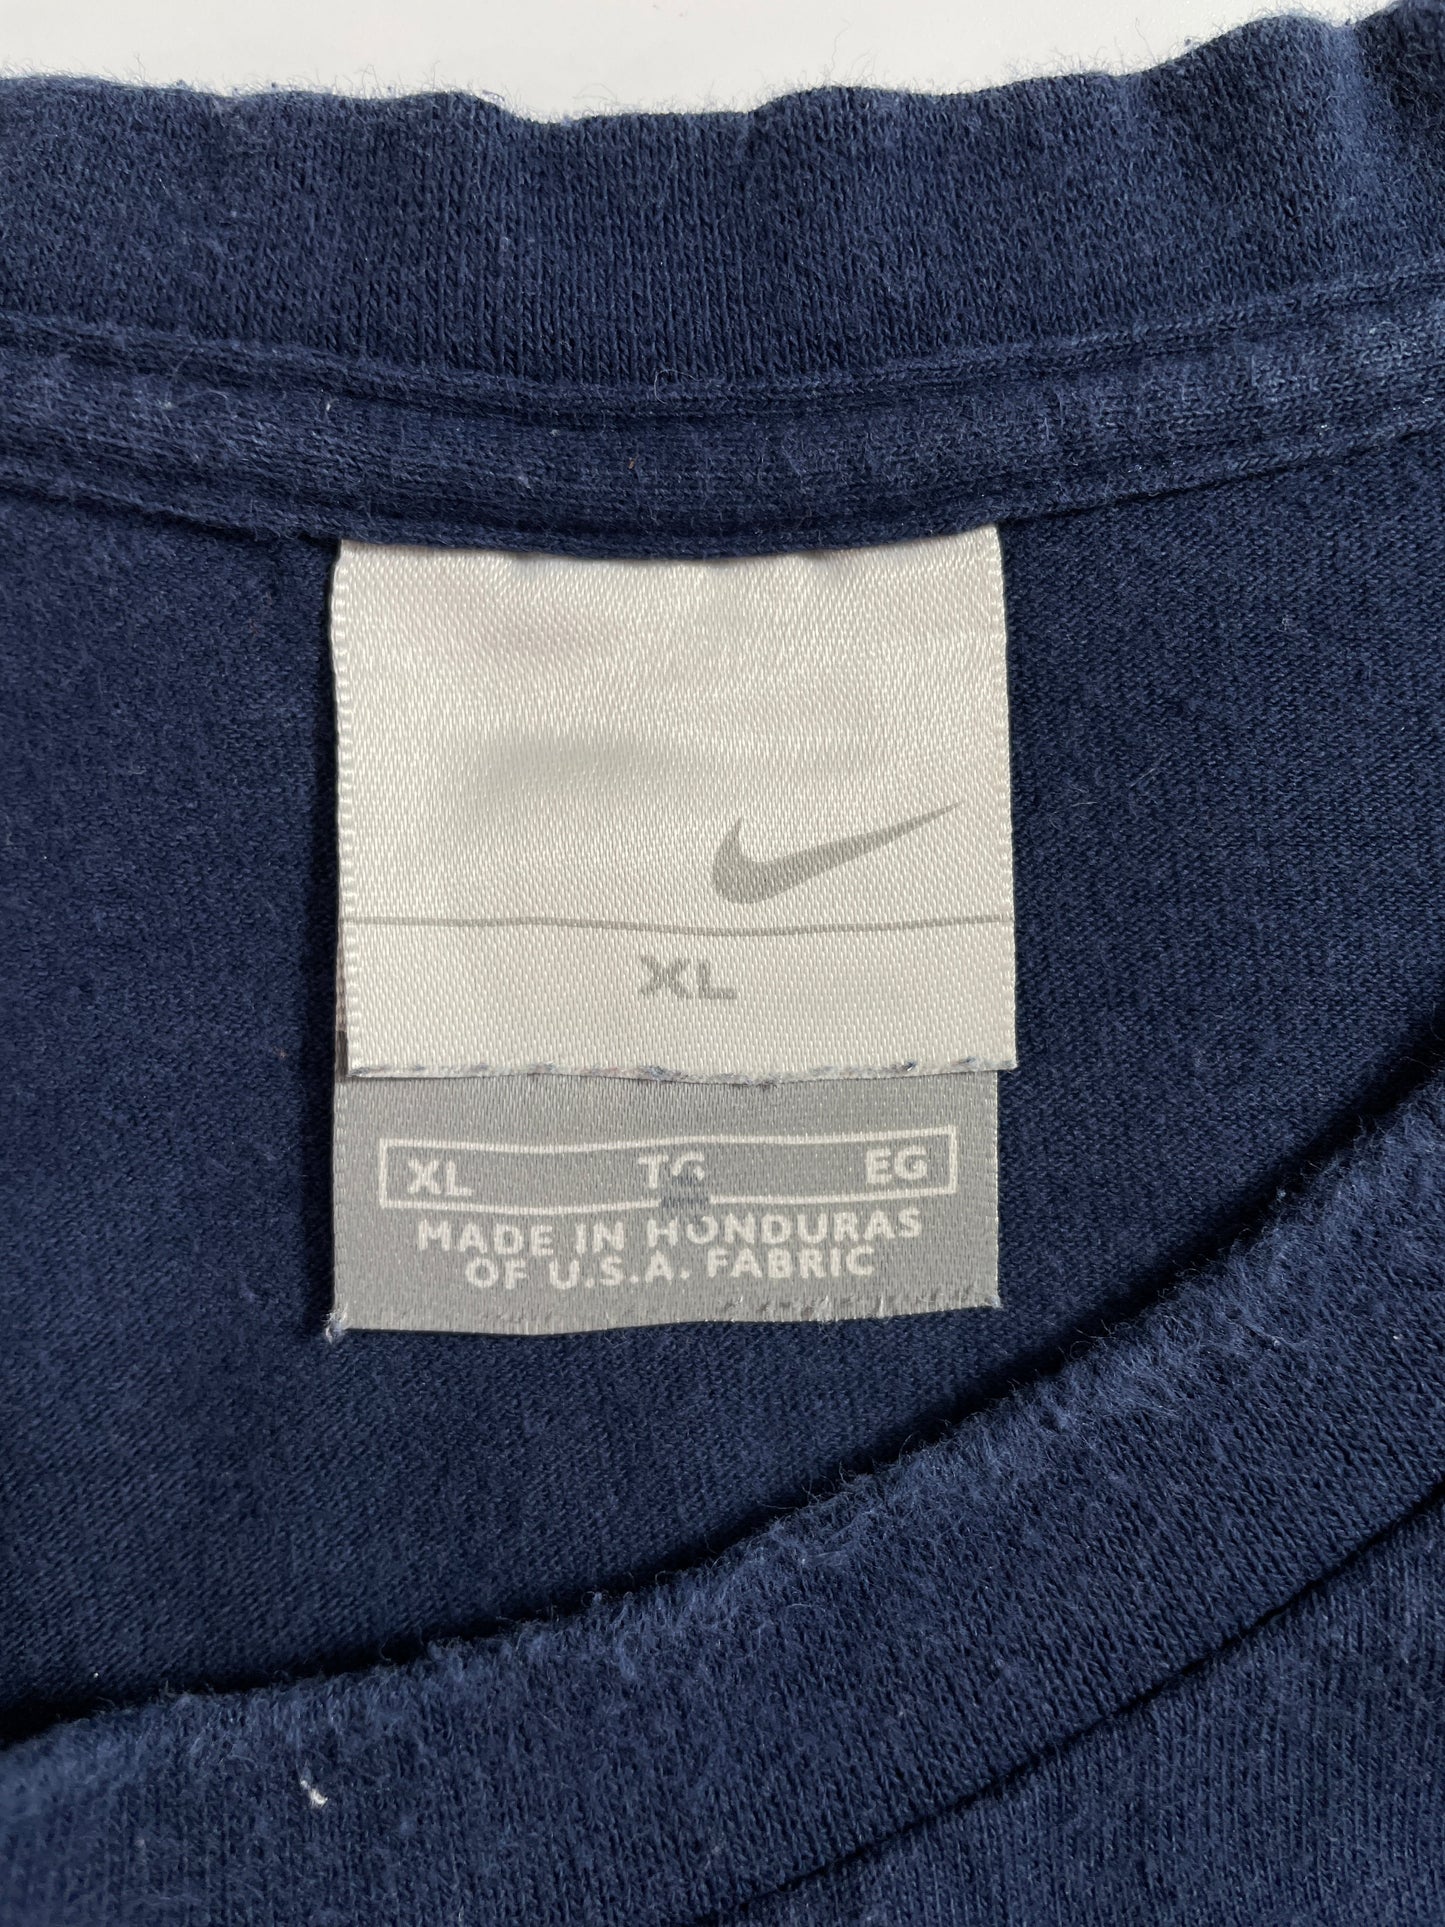 XL
XL TG EG
MADE IN HONDURAS
OF U.S.A. FABRIC